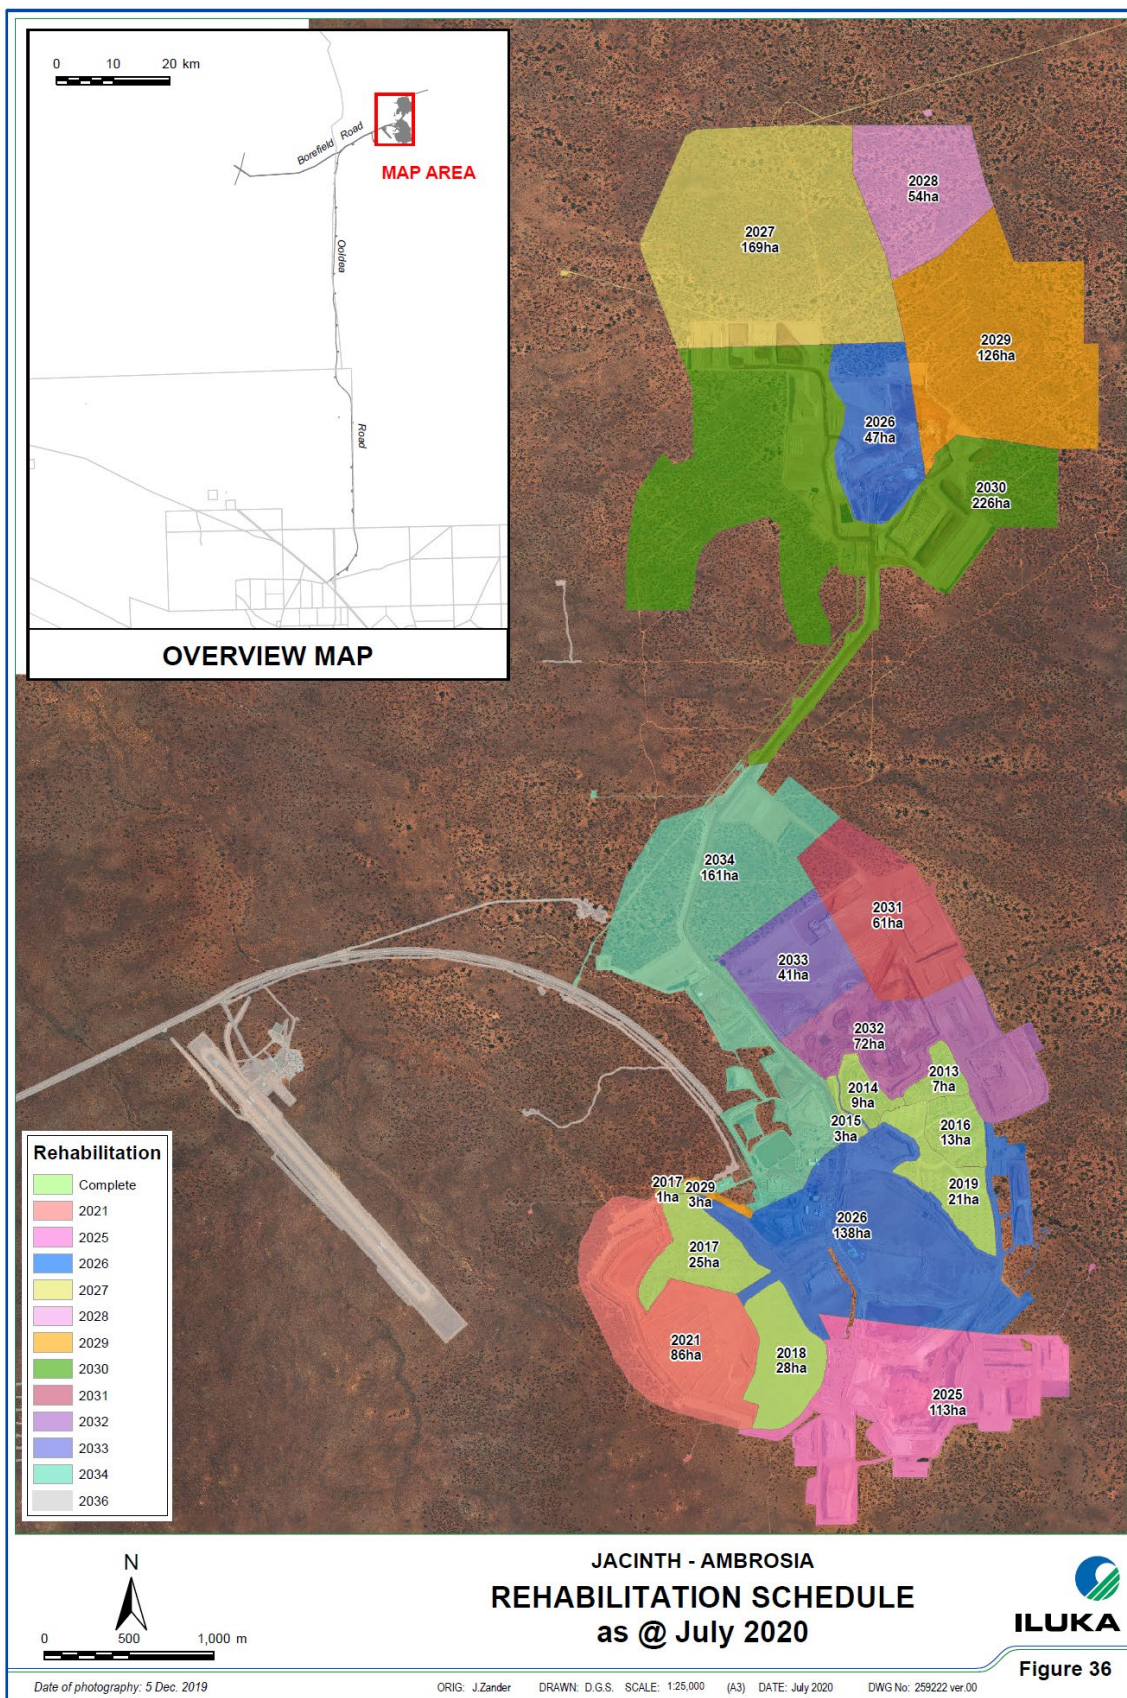 0 10 20 km
Borefield Road
MAP AREA
Ooldea
Road
OVERVIEW MAP
2028
54ha
2027
169ha
2029
126ha
2026
47ha
2030
226ha
2034
161ha
2031
61ha
2033
41ha
2032
72ha
2013
7ha
2014
9ha
2015
3ha
2016
13ha
2019
21ha
2017
1ha
2029
3ha
2026
138ha
2017
25ha
2021
86ha
2018
28ha
2025
113ha
Rehabilitation
Complete
2021
2025
2026
2027
2028
2029
2030
2031
2032
2033
2034
2036
N
0 500 1,000 m
JACINTH - AMBROSIA
REHABILITATION SCHEDULE
as @ July 2020
ILUKA
Figure 36
Date of photography: 5 Dec. 2019
ORIG: J.Zander DRAWN: D.G.S. SCALE: 1:25,000 (A3) DATE: July 2020 DWG No: 259222 ver.00